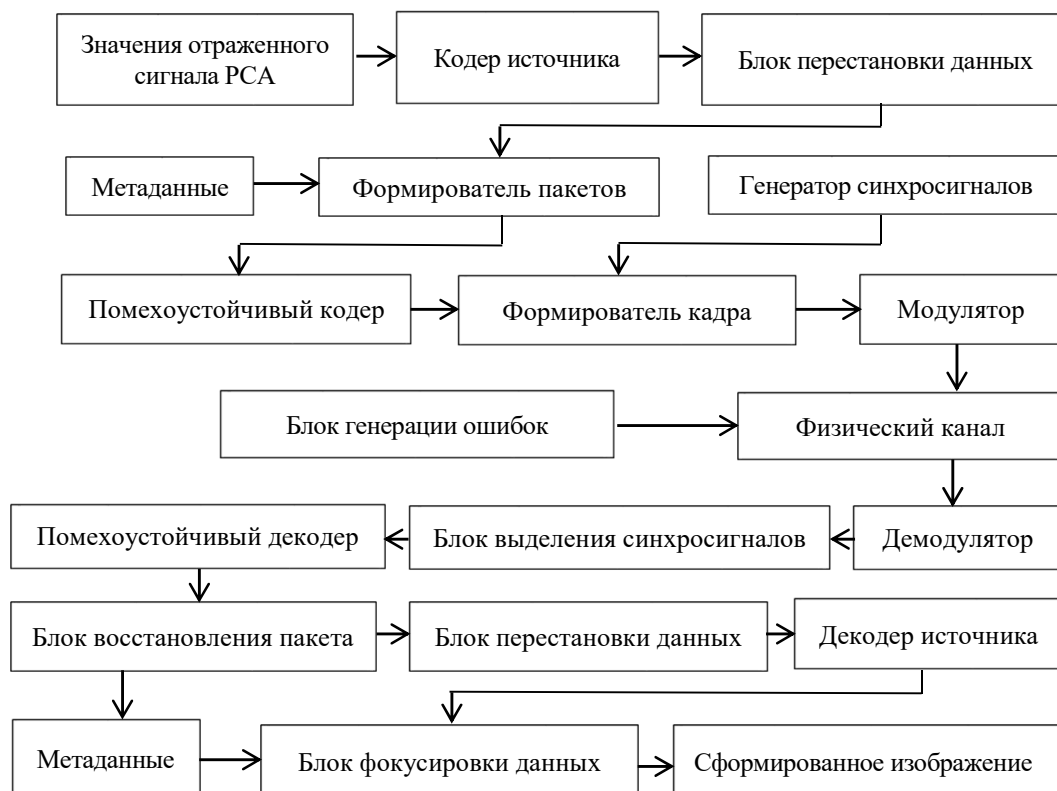 Значения отраженного
сигнала РСА
Кодер источника
Блок перестановки данных
Метаданные
Формирователь пакетов
Генератор синхросигналов
Помехоустойчивый кодер
Формирователь кадра
Модулятор
Блок генерации ошибок
Физический канал
Помехоустойчивый декодер
Блок выделения синхросигналов
Демодулятор
Блок восстановления пакета
Блок перестановки данных
Декодер источника
Метаданные
Блок фокусировки данных
Сформированное изображение